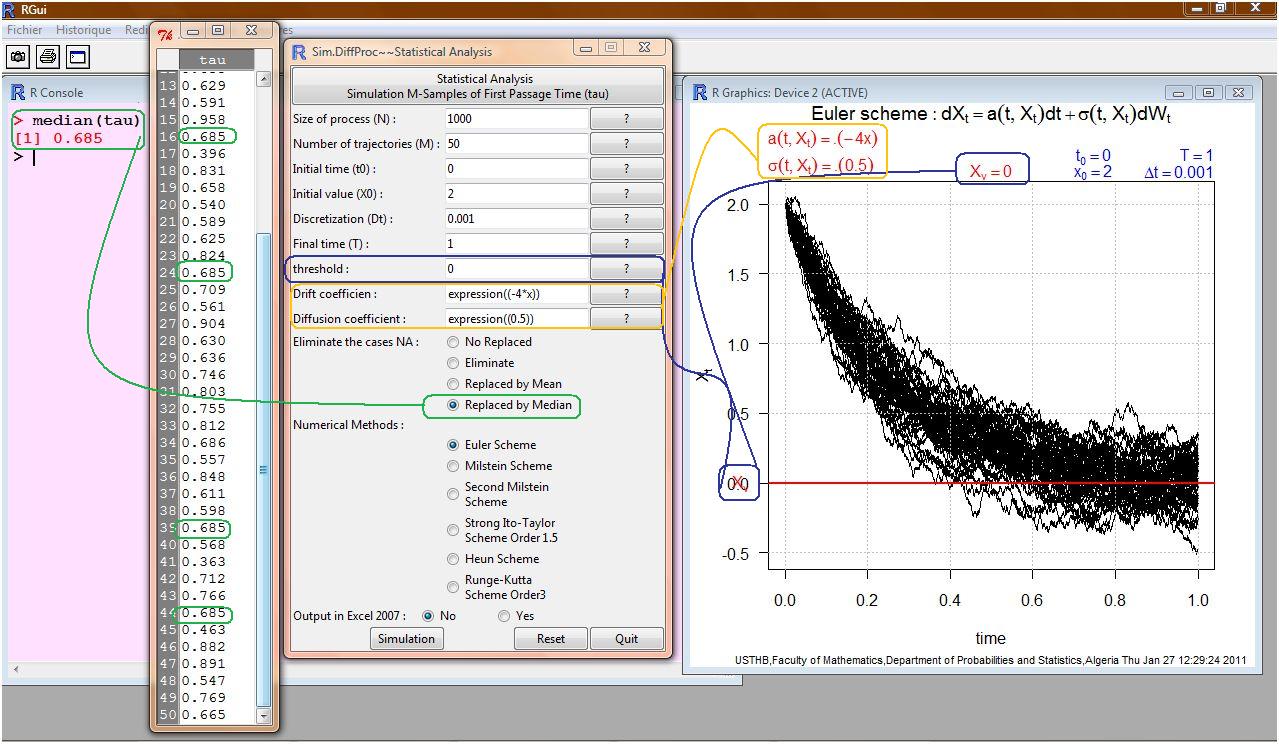 RGui
Fichier Historique Redi
res
R Console
> median(tau)
[1] 0.685
>
tau
13 0.629
14 0.591
15 0.958
16 0.685
17 0.396
18 0.831
19 0.658
20 0.540
21 0.589
22 0.625
23 0.824
24 0.685
25 0.709
26 0.561
27 0.904
28 0.630
29 0.636
30 0.746
31 0.803
32 0.755
33 0.812
34 0.686
35 0.557
36 0.848
37 0.611
38 0.598
39 0.685
40 0.568
41 0.363
42 0.712
43 0.766
44 0.685
45 0.463
46 0.882
47 0.891
48 0.547
49 0.769
50 0.665
Sim.DiffProc~~Statistical Analysis
Statistical Analysis
Simulation M-Samples of First Passage Time (tau)
Size of process (N) : 1000 ?
Number of trajectories (M) : 50 ?
Initial time (t0) : 0 ?
Initial value (X0) : 2 ?
Discretization (Dt) : 0.001 ?
Final time (T) : 1 ?
threshold : 0 ?
Drift coefficien : expression((-4*x)) ?
Diffusion coefficient : expression((0.5)) ?
Eliminate the cases NA : No Replaced
Eliminate
Replaced by Mean
Replaced by Median
Numerical Methods :
Euler Scheme
Milstein Scheme
Second Milstein
Scheme
Strong Ito-Taylor
Scheme Order 1.5
Heun Scheme
Runge-Kutta
Scheme Order3
Output in Excel 2007 : No Yes
Simulation Reset Quit
R Graphics: Device 2 (ACTIVE)
Euler scheme : dXₜ = a(t, Xₜ)dt + σ(t, Xₜ)dWₜ
a(t, Xₜ) = .(−4x)
σ(t, Xₜ) = .(0.5)
Xᵥ = 0
t₀ = 0 T = 1
x₀ = 2 Δt = 0.001
2.0
1.5
1.0
0.5
0.0
-0.5
Xₜ
Xᵥ
0.0 0.2 0.4 0.6 0.8 1.0
time
USTHB,Faculty of Mathematics,Department of Probabilities and Statistics,Algeria Thu Jan 27 12:29:24 2011